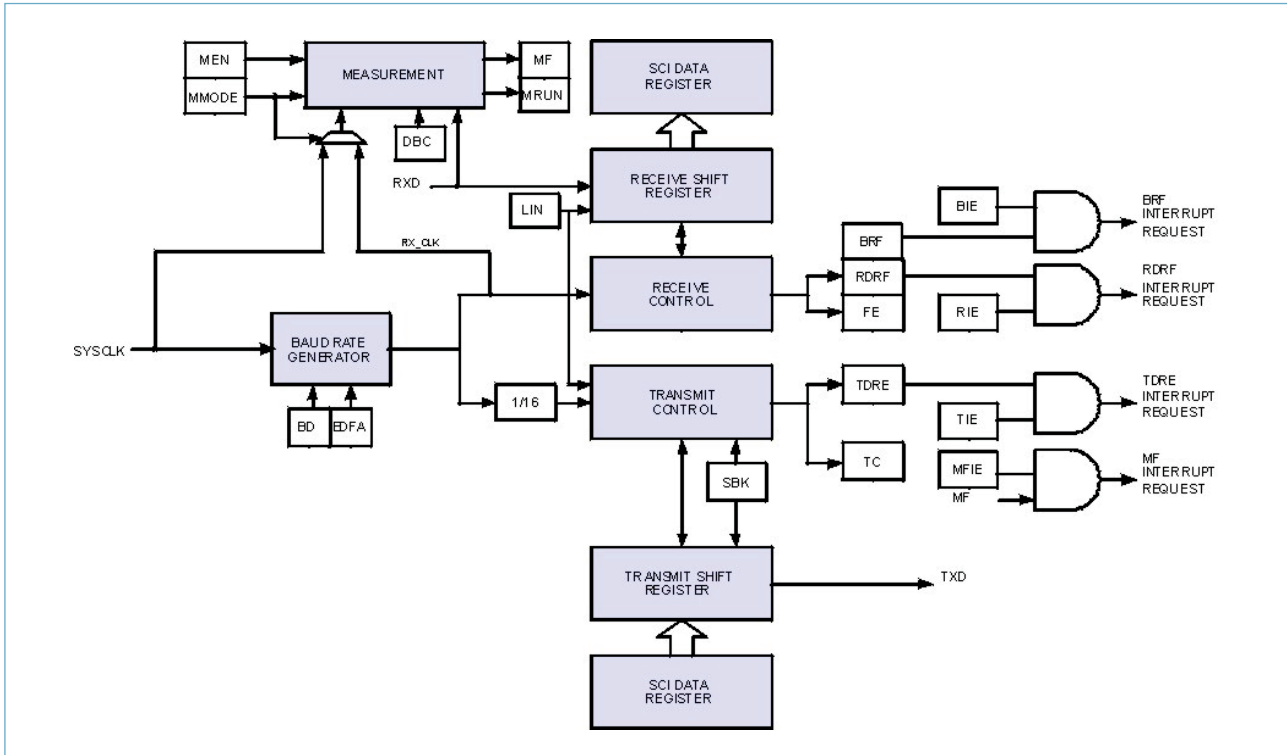 MEN
MMODE
MEASUREMENT
MF
MRUN
DBC
SCI DATA
REGISTER
RXD
RECEIVE SHIFT
REGISTER
LIN
RX_CLK
RECEIVE
CONTROL
BRF
RDRF
FE
BIE
BRF
INTERRUPT
REQUEST
RIE
RDRF
INTERRUPT
REQUEST
SYSCLK
BAUD RATE
GENERATOR
BD
BDFA
1/16
TRANSMIT
CONTROL
TDRE
TC
TIE
TDRE
INTERRUPT
REQUEST
SBK
MFIE
MF
MF
INTERRUPT
REQUEST
TRANSMIT SHIFT
REGISTER
TXD
SCI DATA
REGISTER